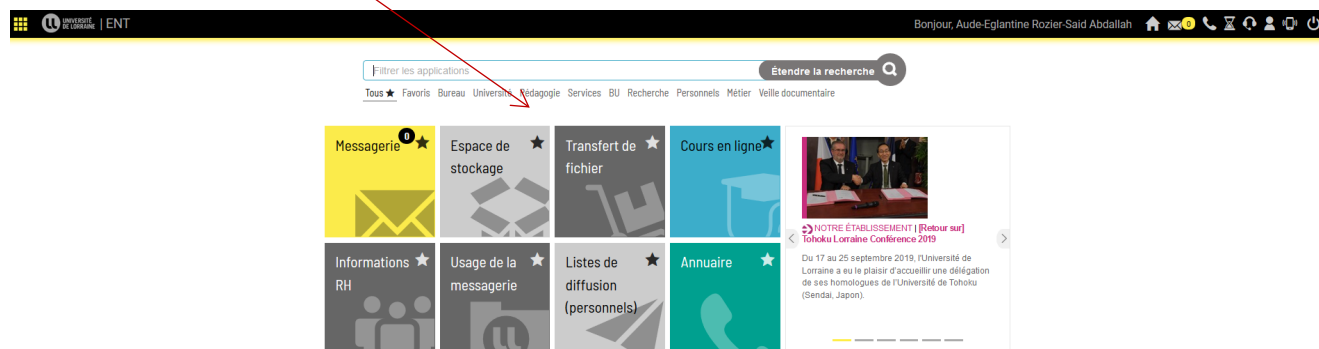 UNIVERSITÉ
DE LORRAINE | ENT
Bonjour, Aude-Eglantine Rozier-Said Abdallah
0
Filtrer les applications
Étendre la recherche
Tous ★ Favoris Bureau Université Pédagogie Services BU Recherche Personnels Métier Veille documentaire
Messagerie
0
Espace de
stockage
Transfert de
fichier
Cours en ligne
Informations
RH
Usage de la
messagerie
Listes de
diffusion
(personnels)
Annuaire
NOTRE ÉTABLISSEMENT | [Retour sur]
Tohoku Lorraine Conférence 2019
Du 17 au 25 septembre 2019, l'Université de
Lorraine a eu le plaisir d'accueillir une délégation
de ses homologues de l'Université de Tohoku
(Sendai, Japon).